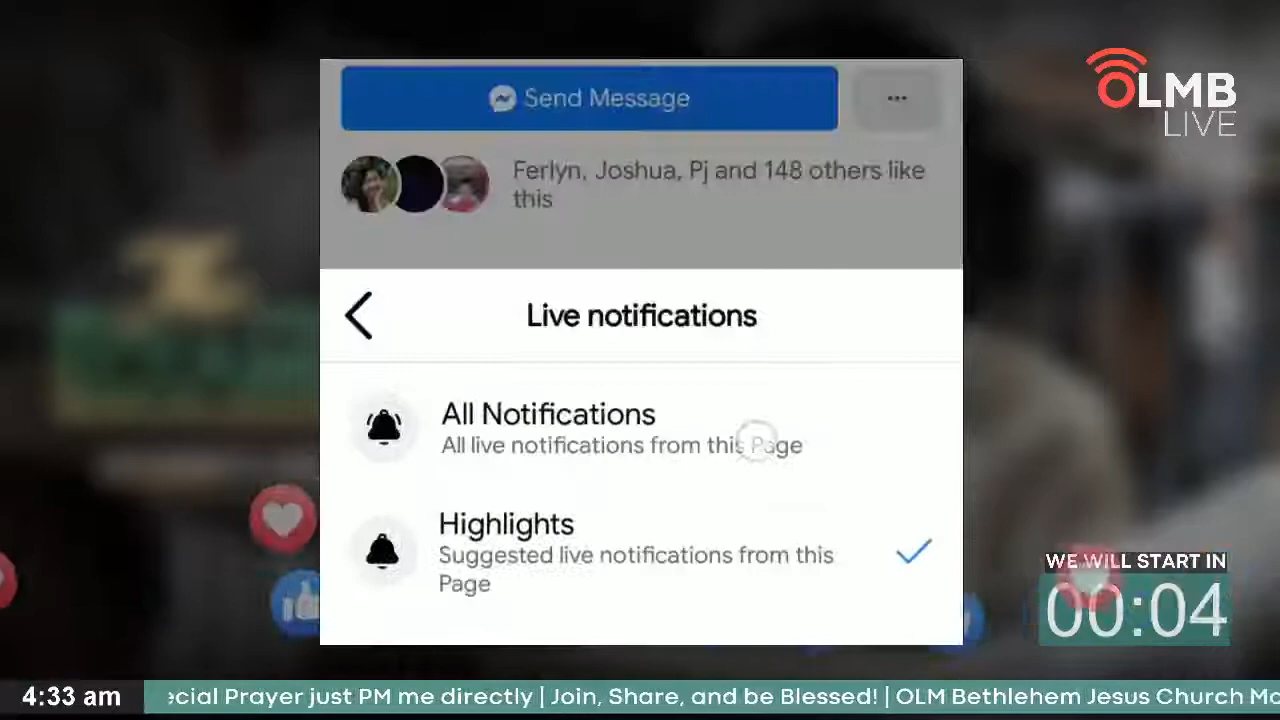 Send Message
...
OLMB
LIVE
Ferlyn, Joshua, Pj and 148 others like
this
Live notifications
All Notifications
All live notifications from this Page
Highlights
Suggested live notifications from this
Page
WE WILL START IN
00:04
4:33 am
ecial Prayer just PM me directly | Join, Share, and be Blessed! | OLM Bethlehem Jesus Church